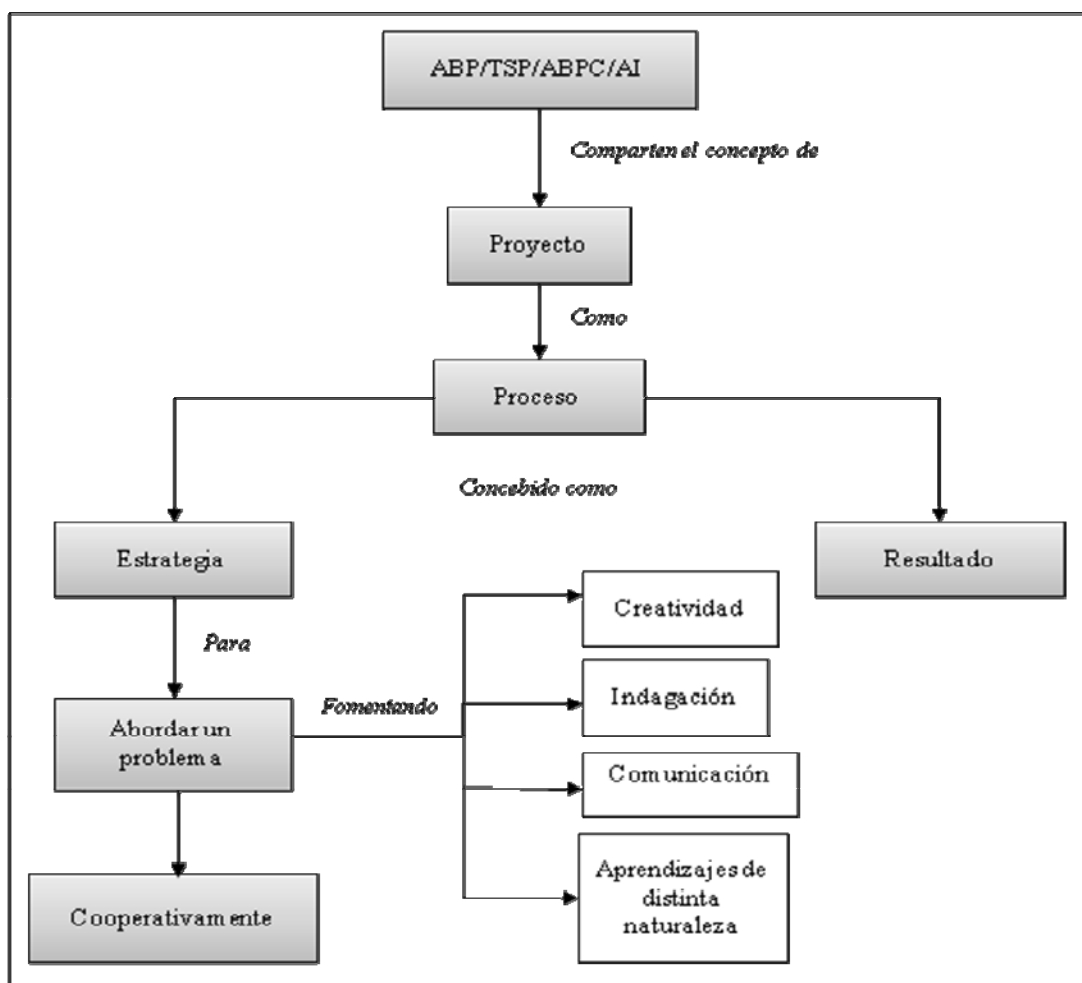 ABP/TSP/ABPC/AI
Comparten el concepto de
Proyecto
Como
Proceso
Concebido como
Estrategia
Resultado
Para
Creatividad
Indagación
Fomentando
Abordar un
problema
Comunicación
Aprendizajes de
distinta
naturaleza
Cooperativamente